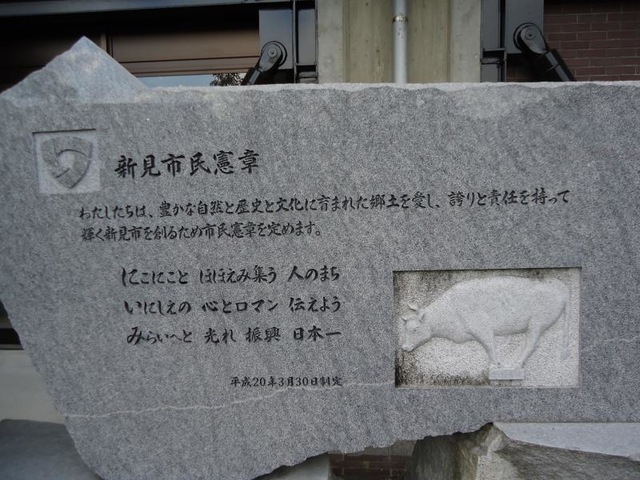 新見市民憲章
わたしたちは、豊かな自然と歴史と文化に育まれた郷土を愛し、誇りと責任を持って
輝く新見市を創るため市民憲章を定めます。
にこにこと ほほえみ集う 人のまち
いにしえの 心とロマン 伝えよう
みらいへと 光れ 振興 日本一
平成20年3月30日制定